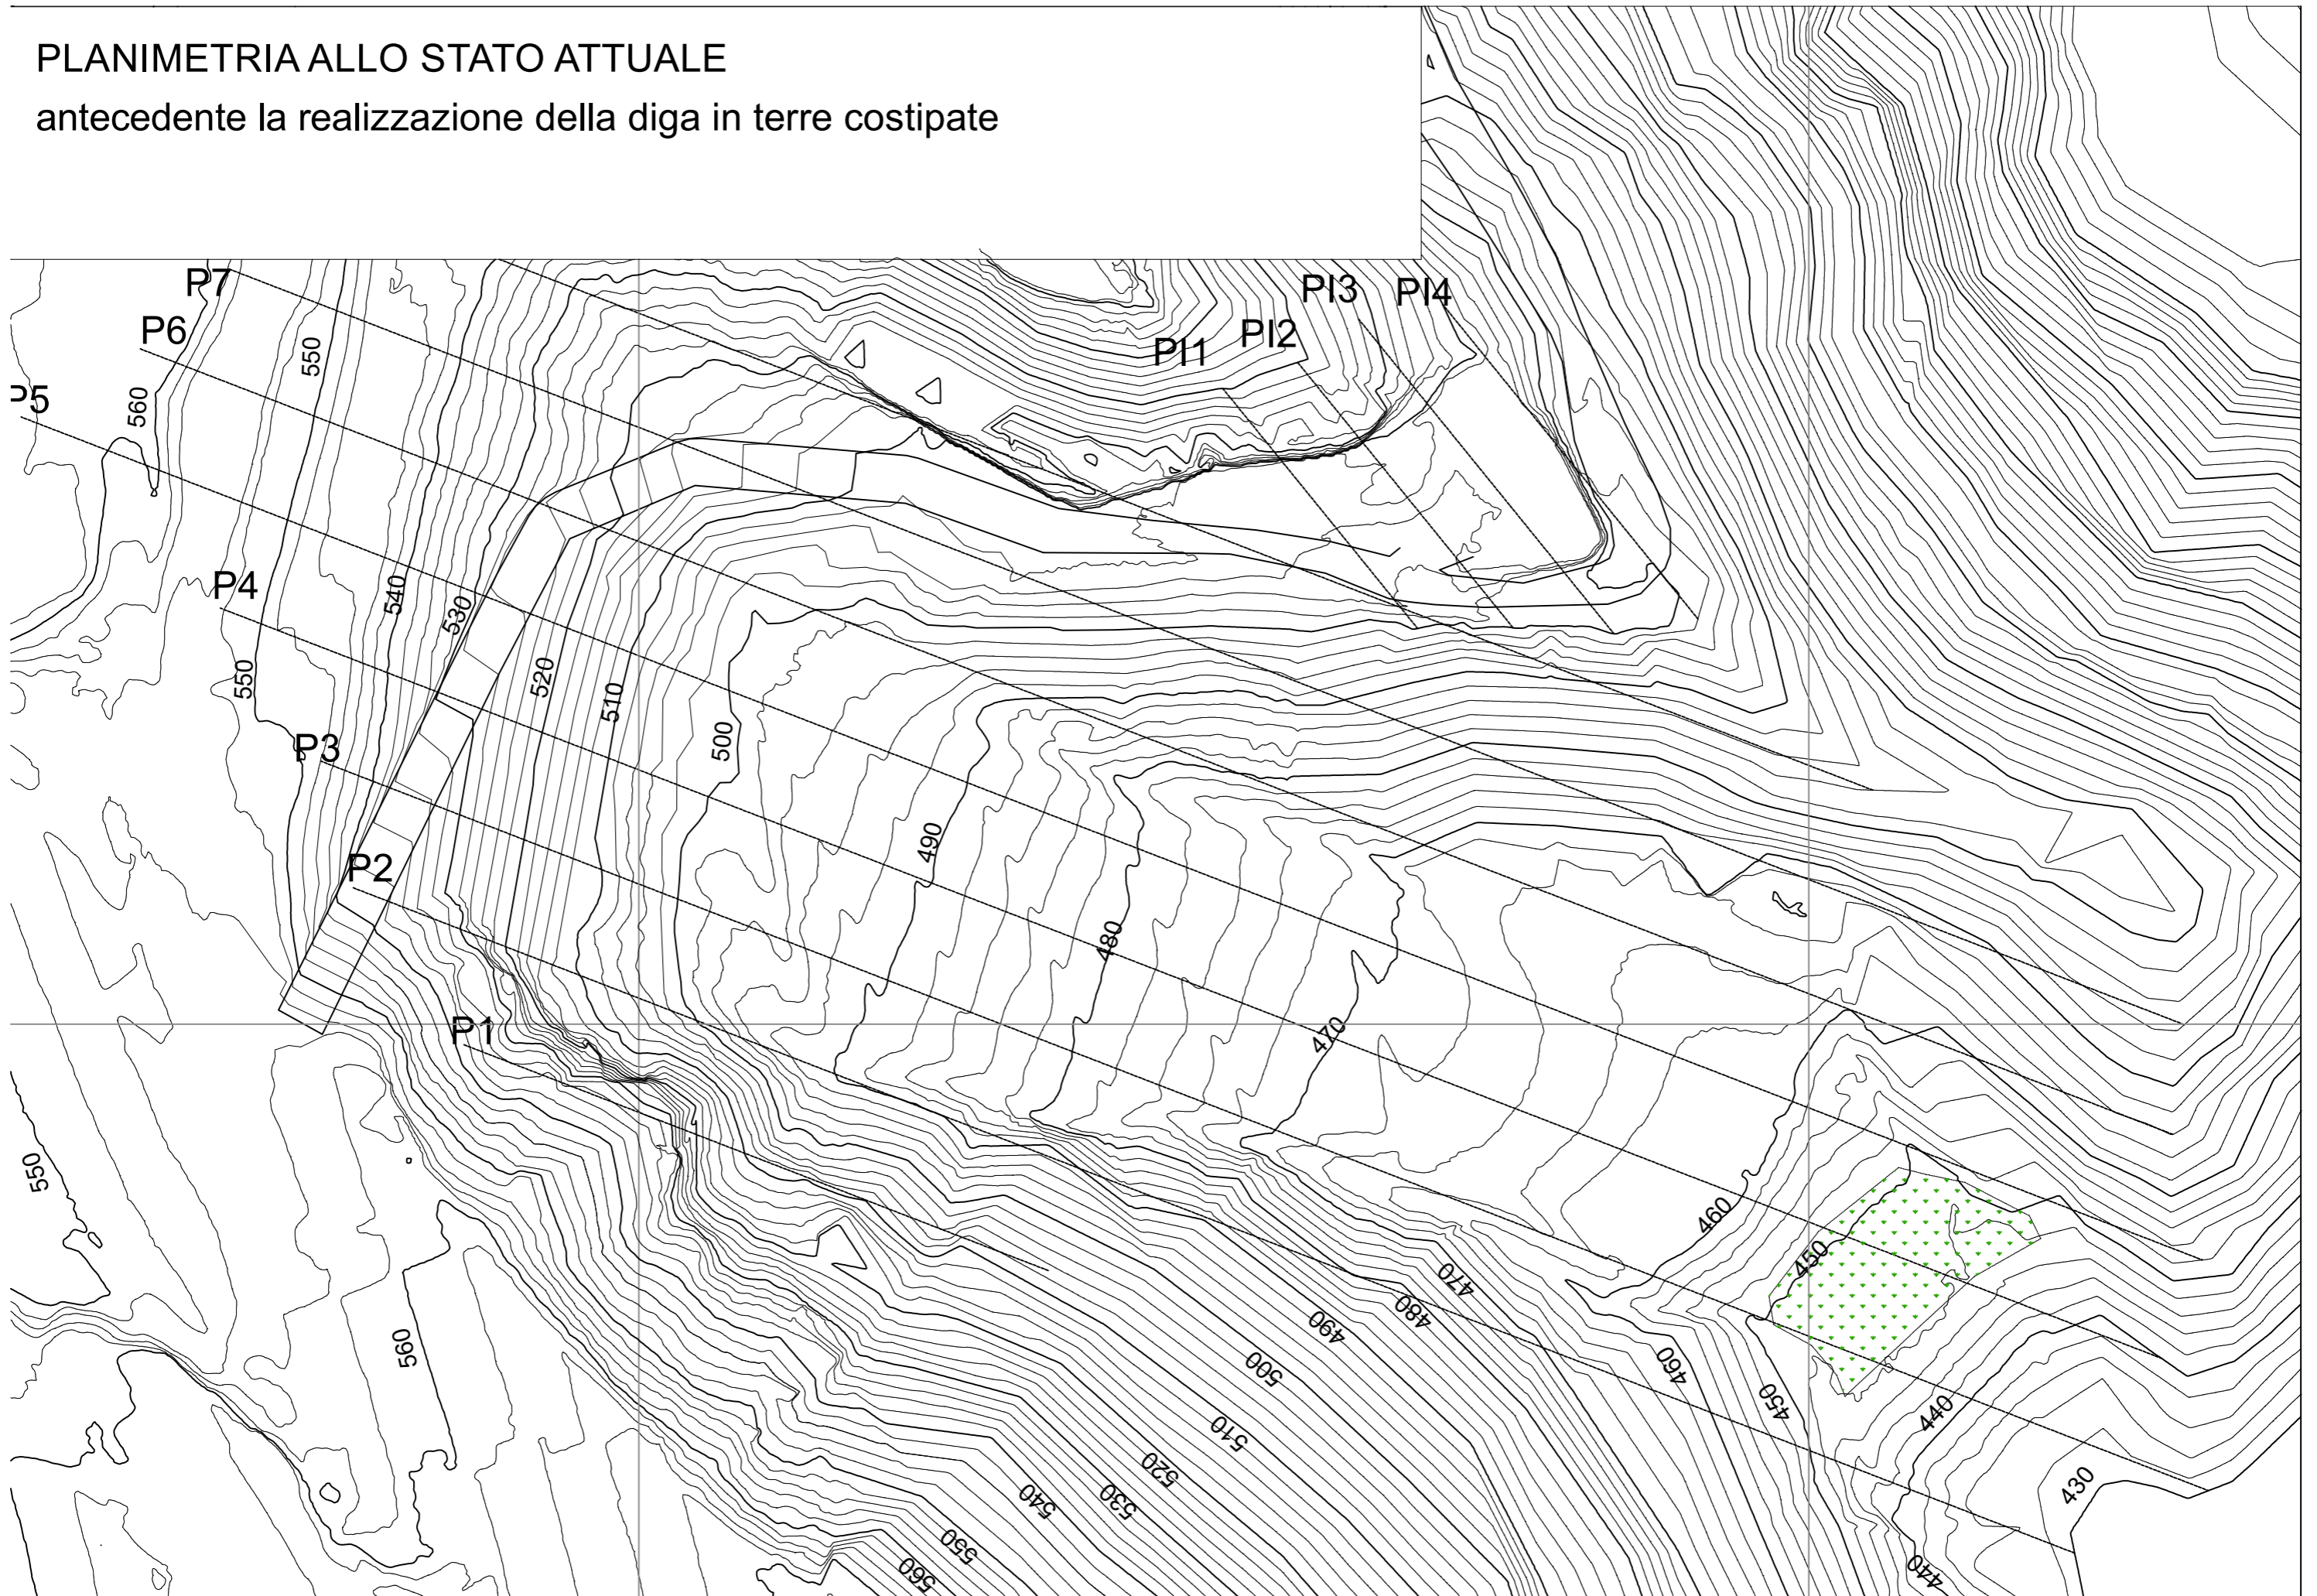 PLANIMETRIA ALLO STATO ATTUALE
antecedente la realizzazione della diga in terre costipate
P7
PI3
PI4
P6
PI2
550
PI1
560
P5
P4
540
530
550
520
510
P3
500
490
P2
480
P1
470
550
460
450
470
480
490
560
500
460
450
440
510
520
430
540
530
550
560
440